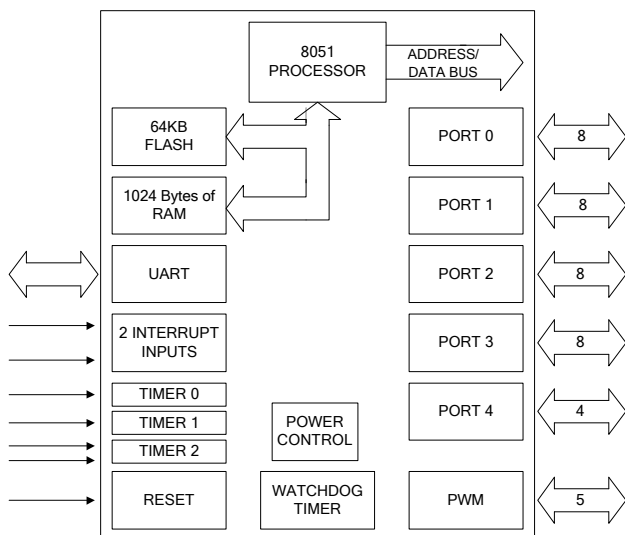 8051
PROCESSOR
ADDRESS/
DATA BUS
64KB
FLASH
1024 Bytes of
RAM
UART
2 INTERRUPT
INPUTS
TIMER 0
TIMER 1
TIMER 2
RESET
POWER
CONTROL
WATCHDOG
TIMER
PORT 0
8
PORT 1
8
PORT 2
8
PORT 3
8
PORT 4
4
PWM
5